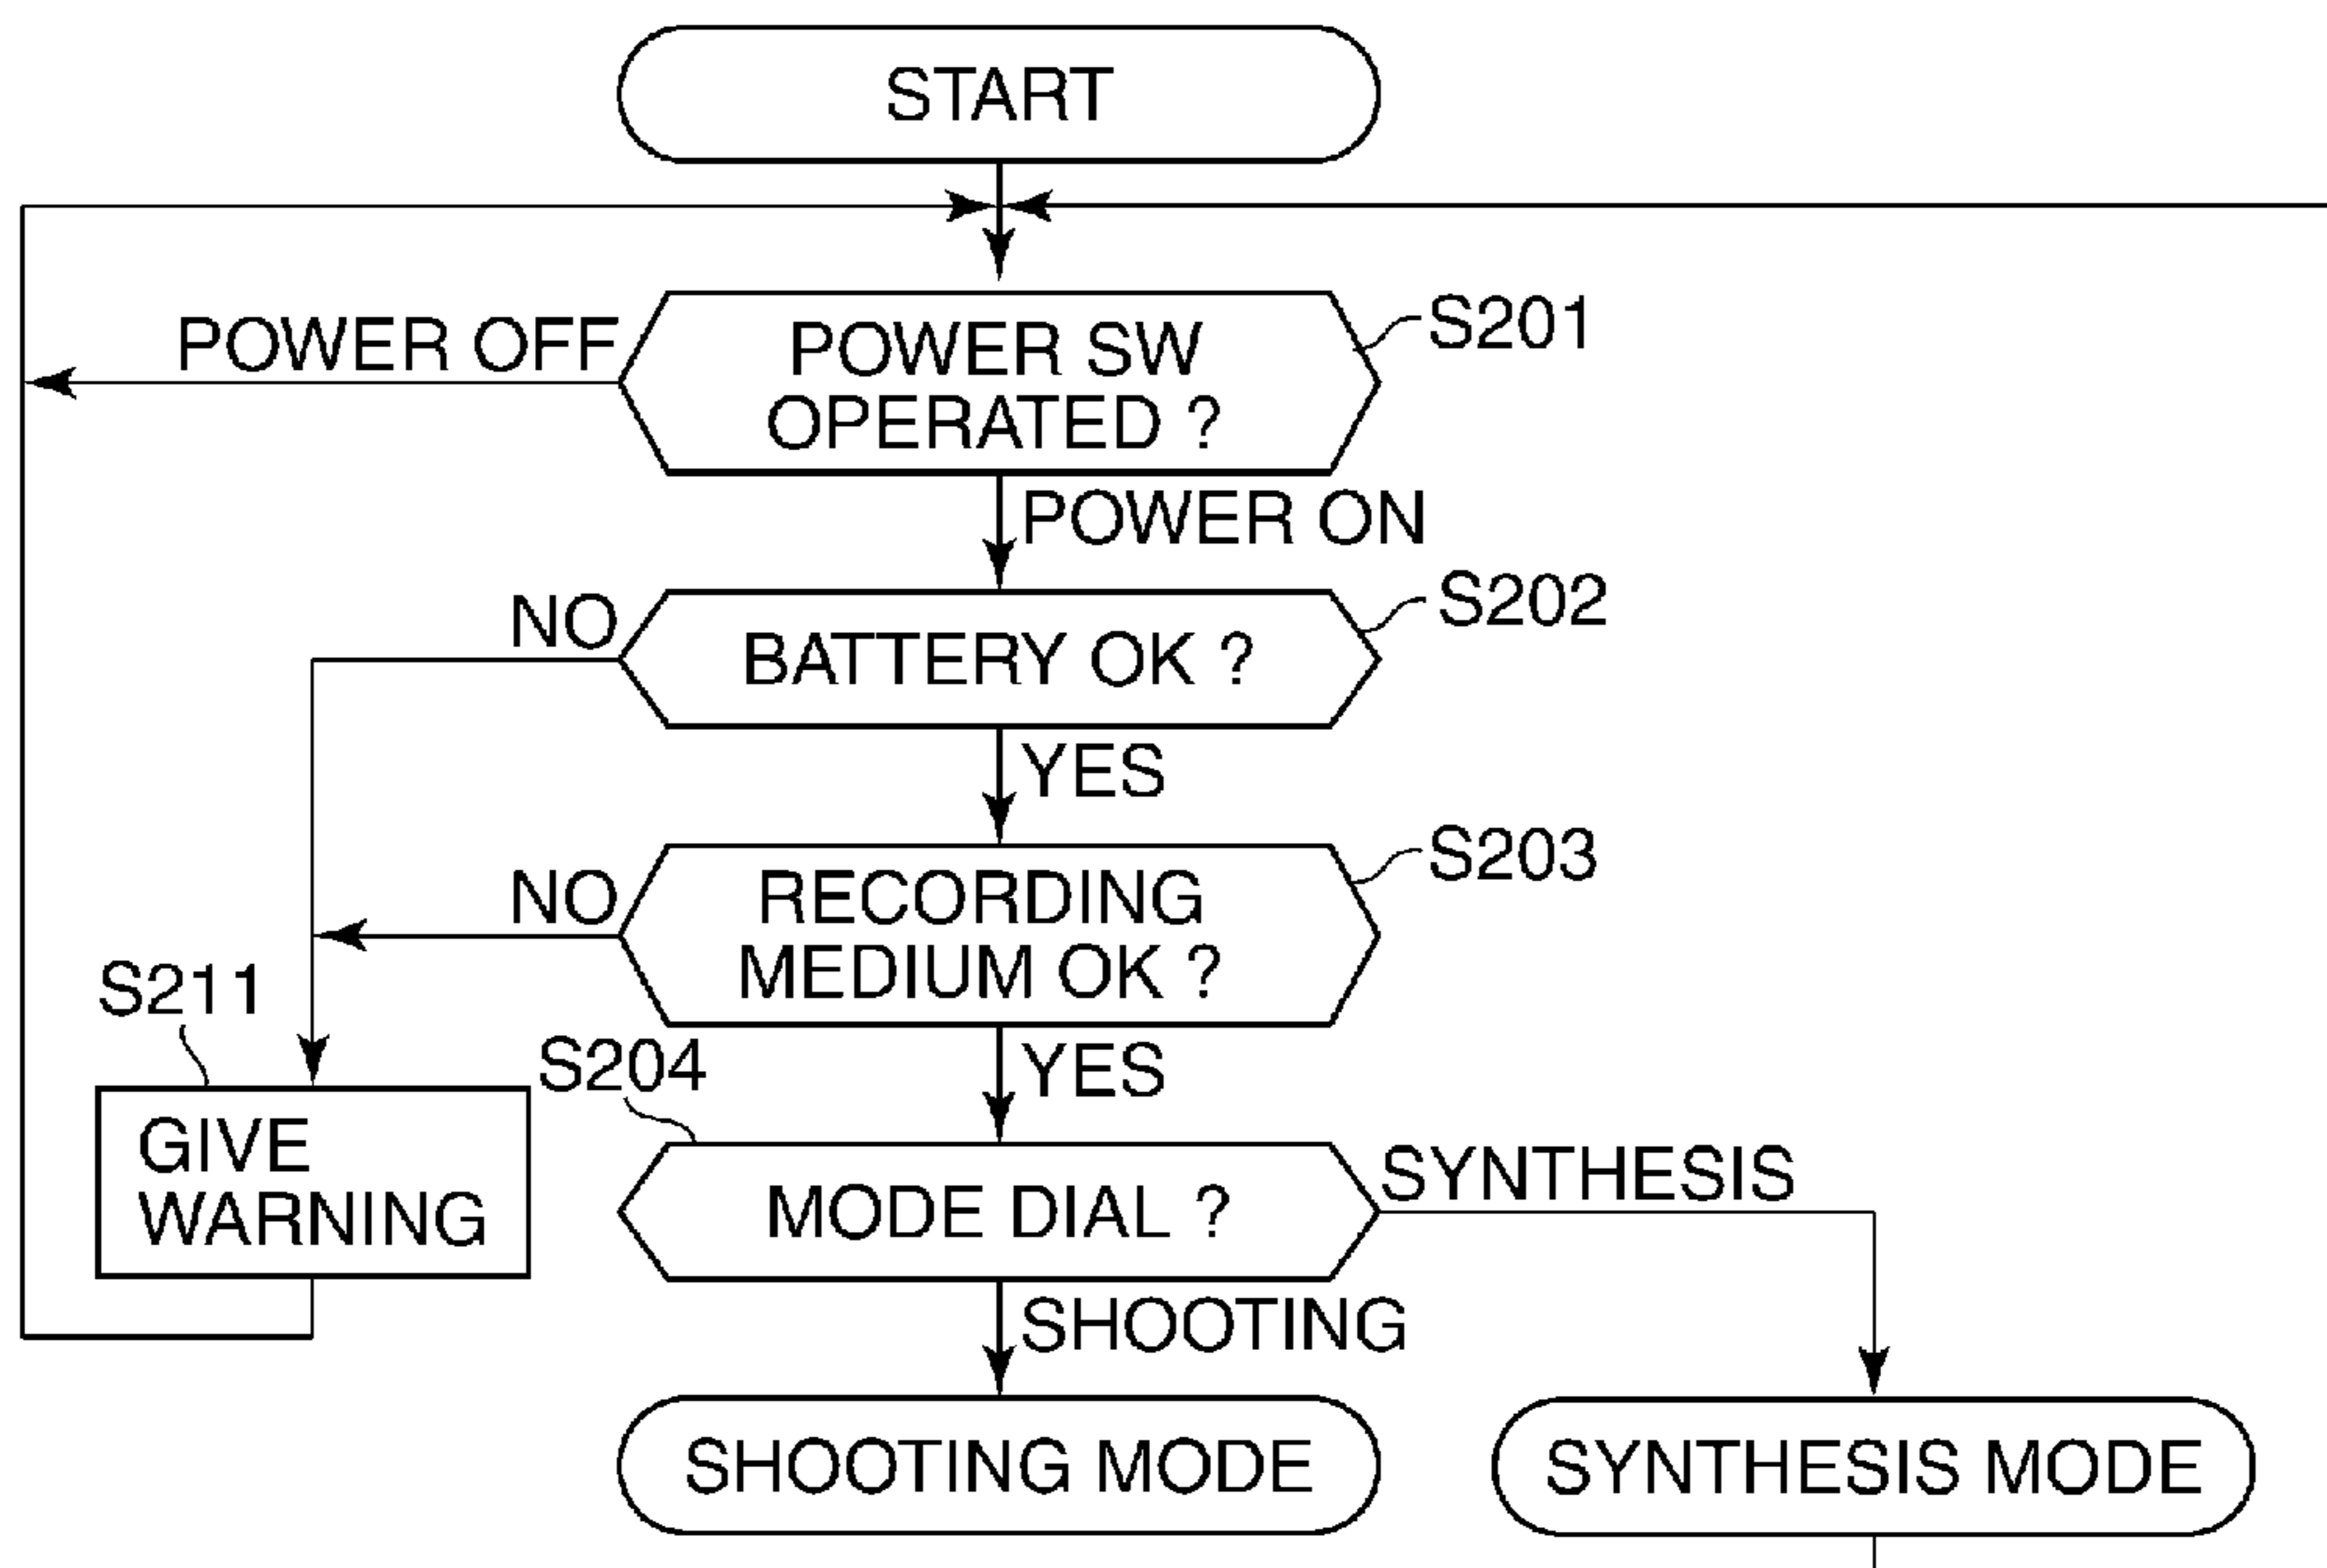 START
POWER OFF
POWER SW
OPERATED ?
S201
POWER ON
NO
BATTERY OK ?
S202
YES
NO
RECORDING
MEDIUM OK ?
S203
S211
S204
YES
GIVE
WARNING
MODE DIAL ?
SYNTHESIS
SHOOTING
SHOOTING MODE
SYNTHESIS MODE